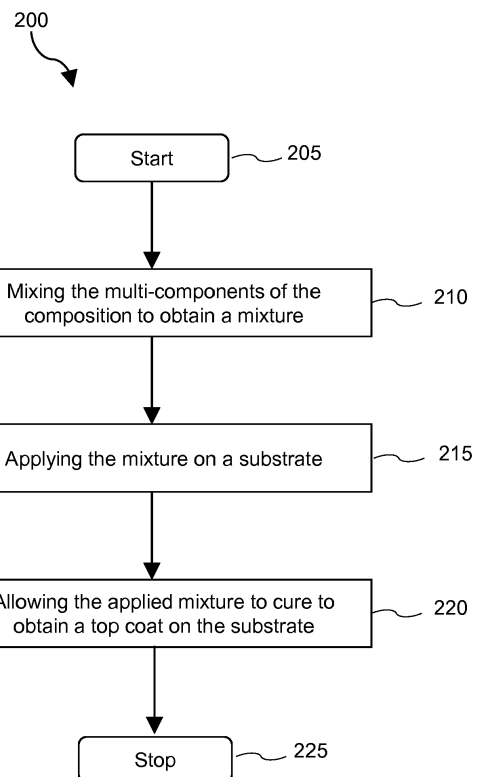 200
Start
205
Mixing the multi-components of the
composition to obtain a mixture
210
Applying the mixture on a substrate
215
Allowing the applied mixture to cure to
obtain a top coat on the substrate
220
Stop
225